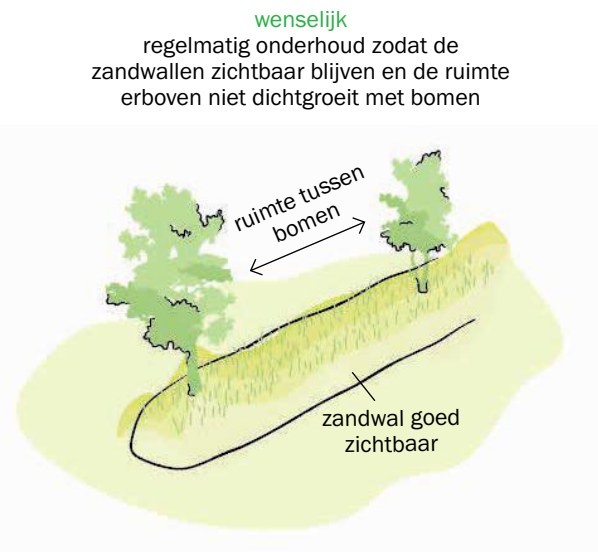 wenselijk
regelmatig onderhoud zodat de
zandwallen zichtbaar blijven en de ruimte
erboven niet dichtgroeit met bomen
ruimte tussen
bomen
zandwal goed
zichtbaar